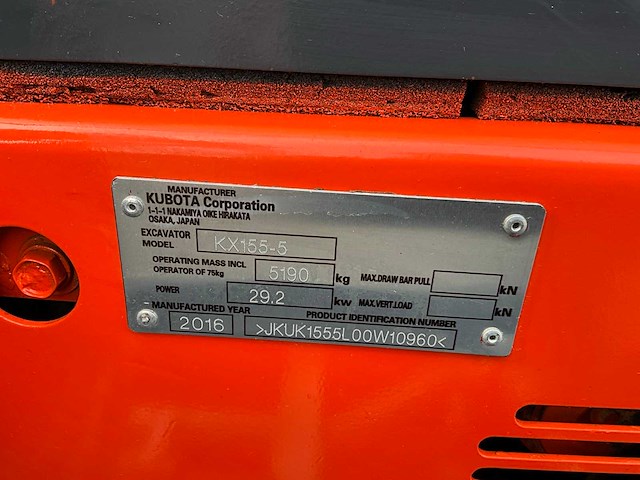 MANUFACTURER
KUBOTA Corporation
1-1-1 NAKAMIYA OIKE HIRAKATA
OSAKA, JAPAN
EXCAVATOR MODEL KX155-5
OPERATING MASS INCL OPERATOR OF 75kg 5190 kg MAX.DRAW BAR PULL kN
POWER 29.2 kw MAX.VERT.LOAD kN
MANUFACTURED YEAR PRODUCT IDENTIFICATION NUMBER
2016 >JKUK1555L00W10960<